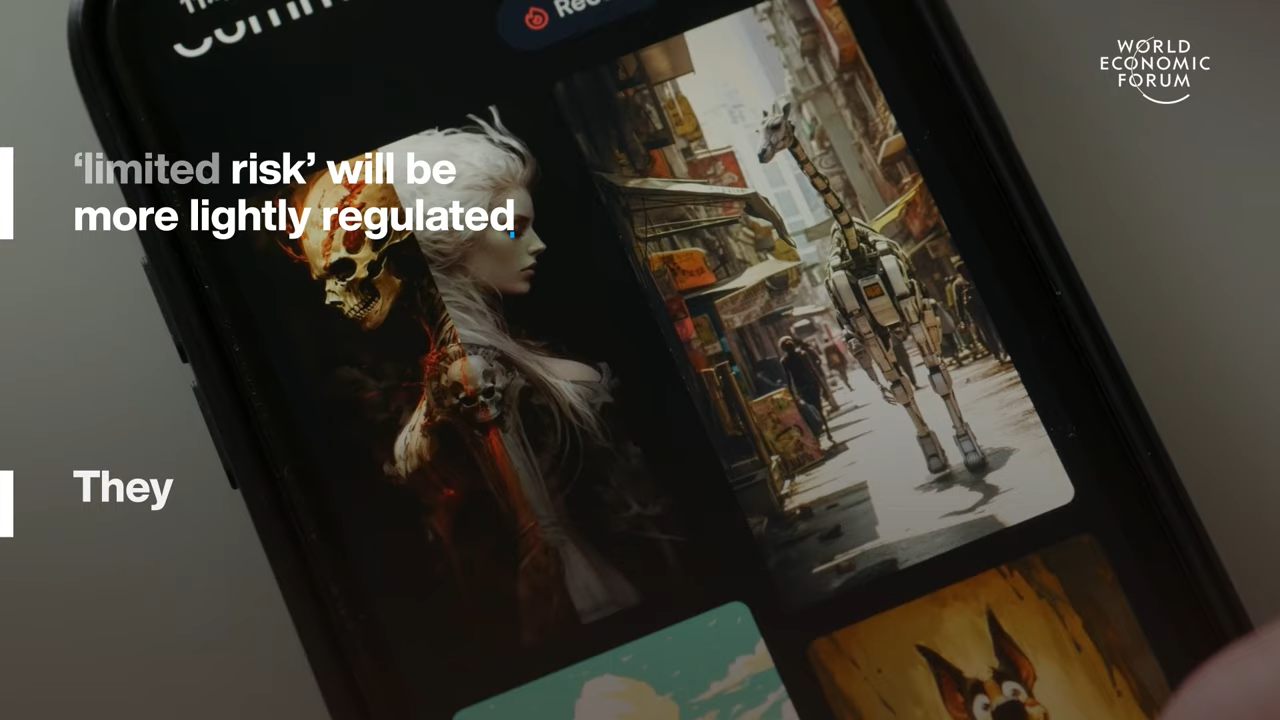 WORLD
ECONOMIC
FORUM
‘limited risk’ will be
more lightly regulated
They